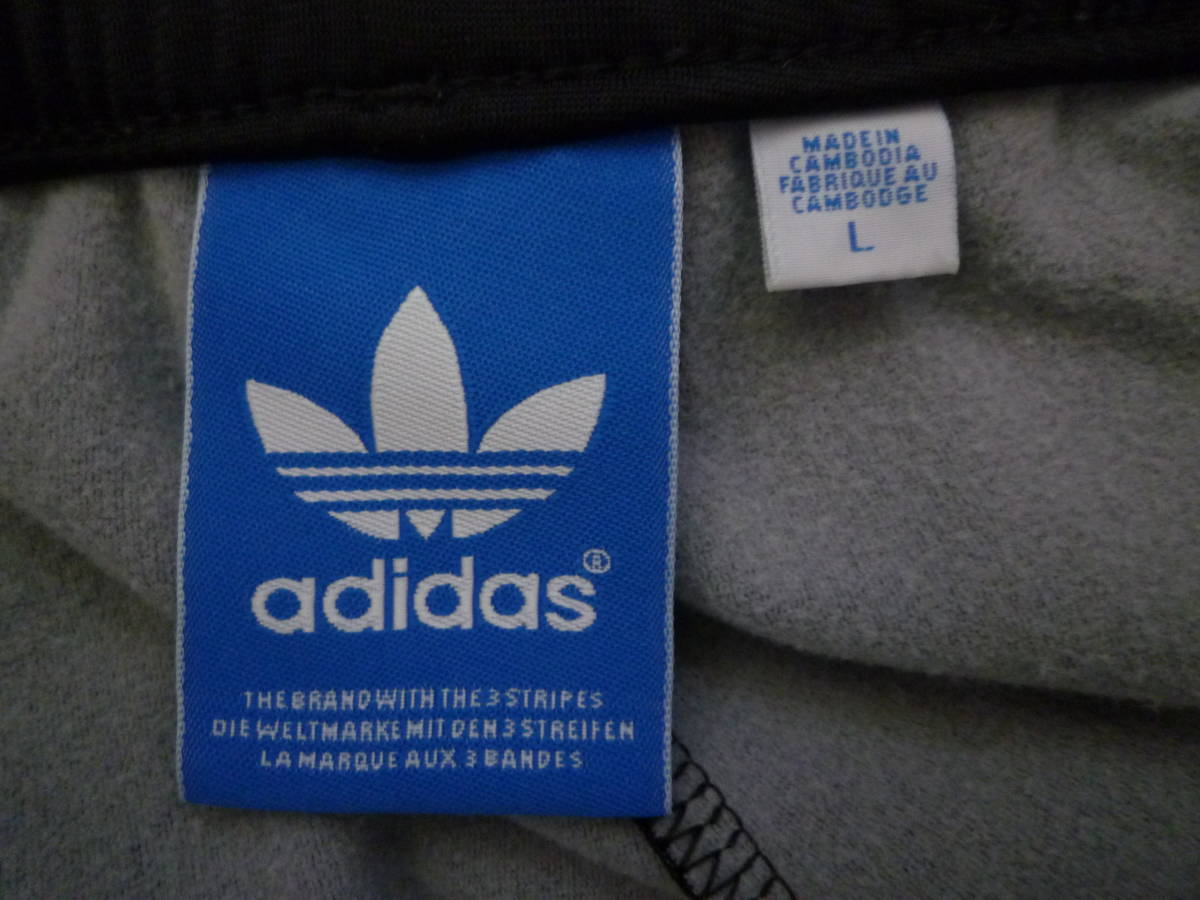 adidas®
THE BRAND WITH THE 3 STRIPES
DIE WELTMARKE MIT DEN 3 STREIFEN
LA MARQUE AUX 3 BANDES
MADE IN
CAMBODIA
FABRIQUE AU
CAMBODGE
L